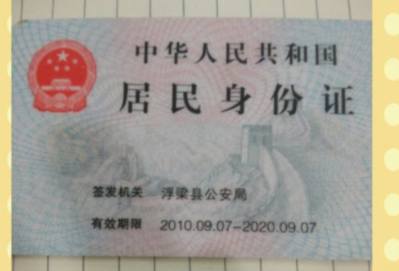 中华人民共和国
居民身份证
签发机关 浮梁县公安局
有效期限 2010.09.07-2020.09.07